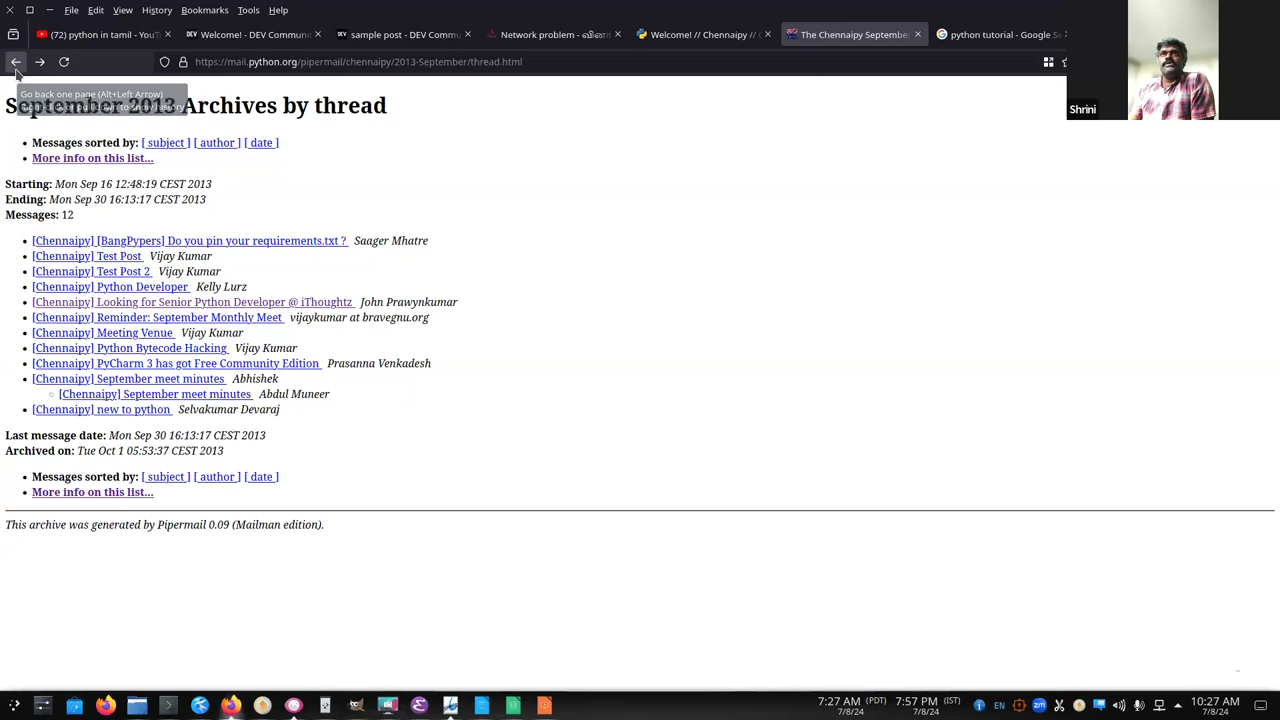 File Edit View History Bookmarks Tools Help
(72) python in tamil - YouT
Welcome! - DEV Commun
sample post - DEV Commu
Network problem - வின
Welcome! // Chennaipy //
The Chennaipy Septembe
python tutorial - Google Se
https://mail.python.org/pipermail/chennaipy/2013-September/thread.html
Go back one page (Alt+Left Arrow)
September 2013 Archives by thread
Shrini
Messages sorted by: [ subject ] [ author ] [ date ]
More info on this list...
Starting: Mon Sep 16 12:48:19 CEST 2013
Ending: Mon Sep 30 16:13:17 CEST 2013
Messages: 12
[Chennaipy] [BangPypers] Do you pin your requirements.txt ? Saager Mhatre
[Chennaipy] Test Post Vijay Kumar
[Chennaipy] Test Post 2 Vijay Kumar
[Chennaipy] Python Developer Kelly Lurz
[Chennaipy] Looking for Senior Python Developer @ iThoughtz John Prawynkumar
[Chennaipy] Reminder: September Monthly Meet vijaykumar at bravegnu.org
[Chennaipy] Meeting Venue Vijay Kumar
[Chennaipy] Python Bytecode Hacking Vijay Kumar
[Chennaipy] PyCharm 3 has got Free Community Edition Prasanna Venkadesh
[Chennaipy] September meet minutes Abhishek
[Chennaipy] September meet minutes Abdul Muneer
[Chennaipy] new to python Selvakumar Devaraj
Last message date: Mon Sep 30 16:13:17 CEST 2013
Archived on: Tue Oct 1 05:53:37 CEST 2013
Messages sorted by: [ subject ] [ author ] [ date ]
More info on this list...
This archive was generated by Pipermail 0.09 (Mailman edition).
7:27 AM (PDT) 7:57 PM (IST) EN zm 10:27 AM
7/8/24 7/8/24 7/8/24